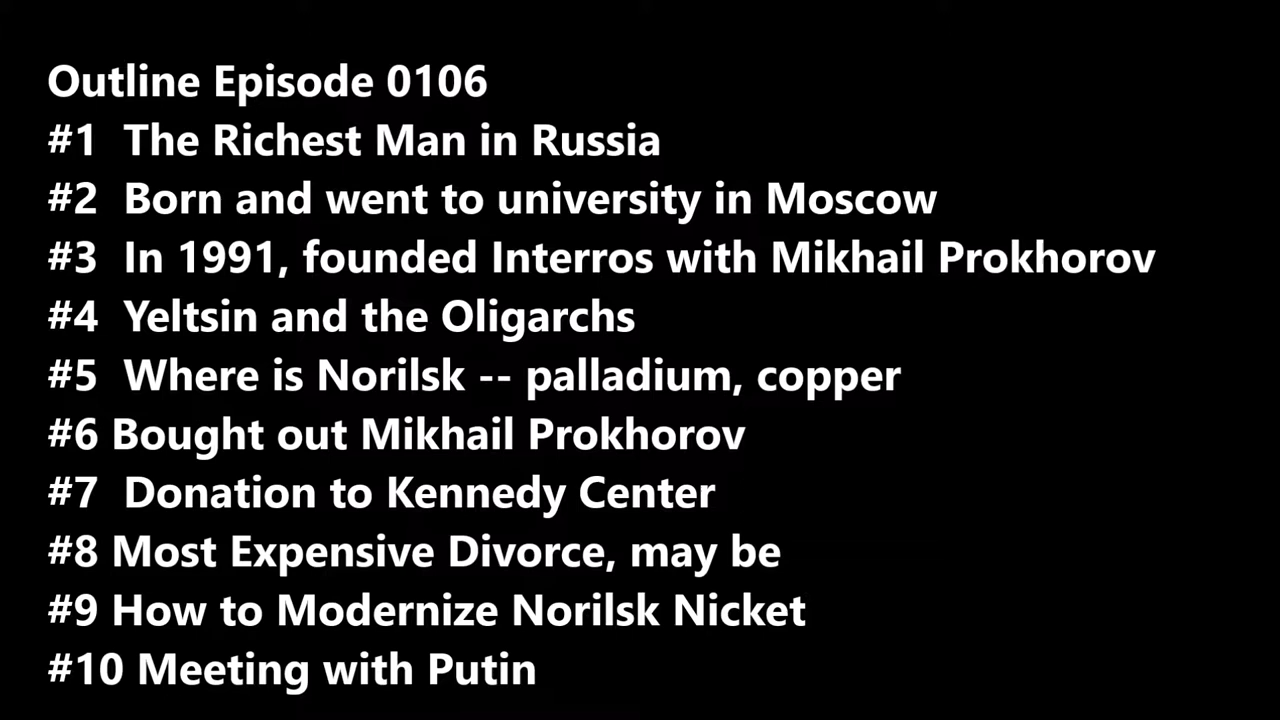 Outline Episode 0106
#1 The Richest Man in Russia
#2 Born and went to university in Moscow
#3 In 1991, founded Interros with Mikhail Prokhorov
#4 Yeltsin and the Oligarchs
#5 Where is Norilsk -- palladium, copper
#6 Bought out Mikhail Prokhorov
#7 Donation to Kennedy Center
#8 Most Expensive Divorce, may be
#9 How to Modernize Norilsk Nicket
#10 Meeting with Putin